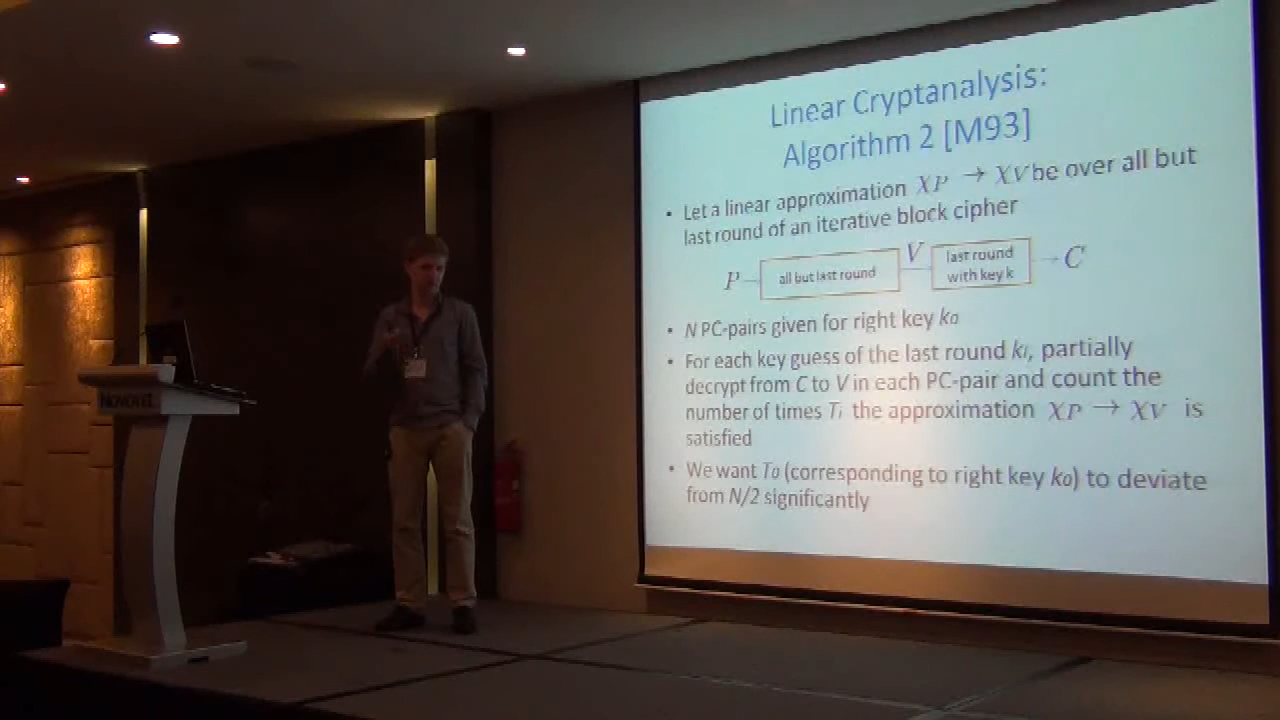 Linear Cryptanalysis:
Algorithm 2 [M93]
• Let a linear approximation χP → χV be over all but
last round of an iterative block cipher
P all but last round V last round with key k → C
• N PC-pairs given for right key k0
• For each key guess of the last round ki, partially
decrypt from C to V in each PC-pair and count the
number of times Ti the approximation χP → χV is
satisfied
• We want T0 (corresponding to right key k0) to deviate
from N/2 significantly
NOVOTEL